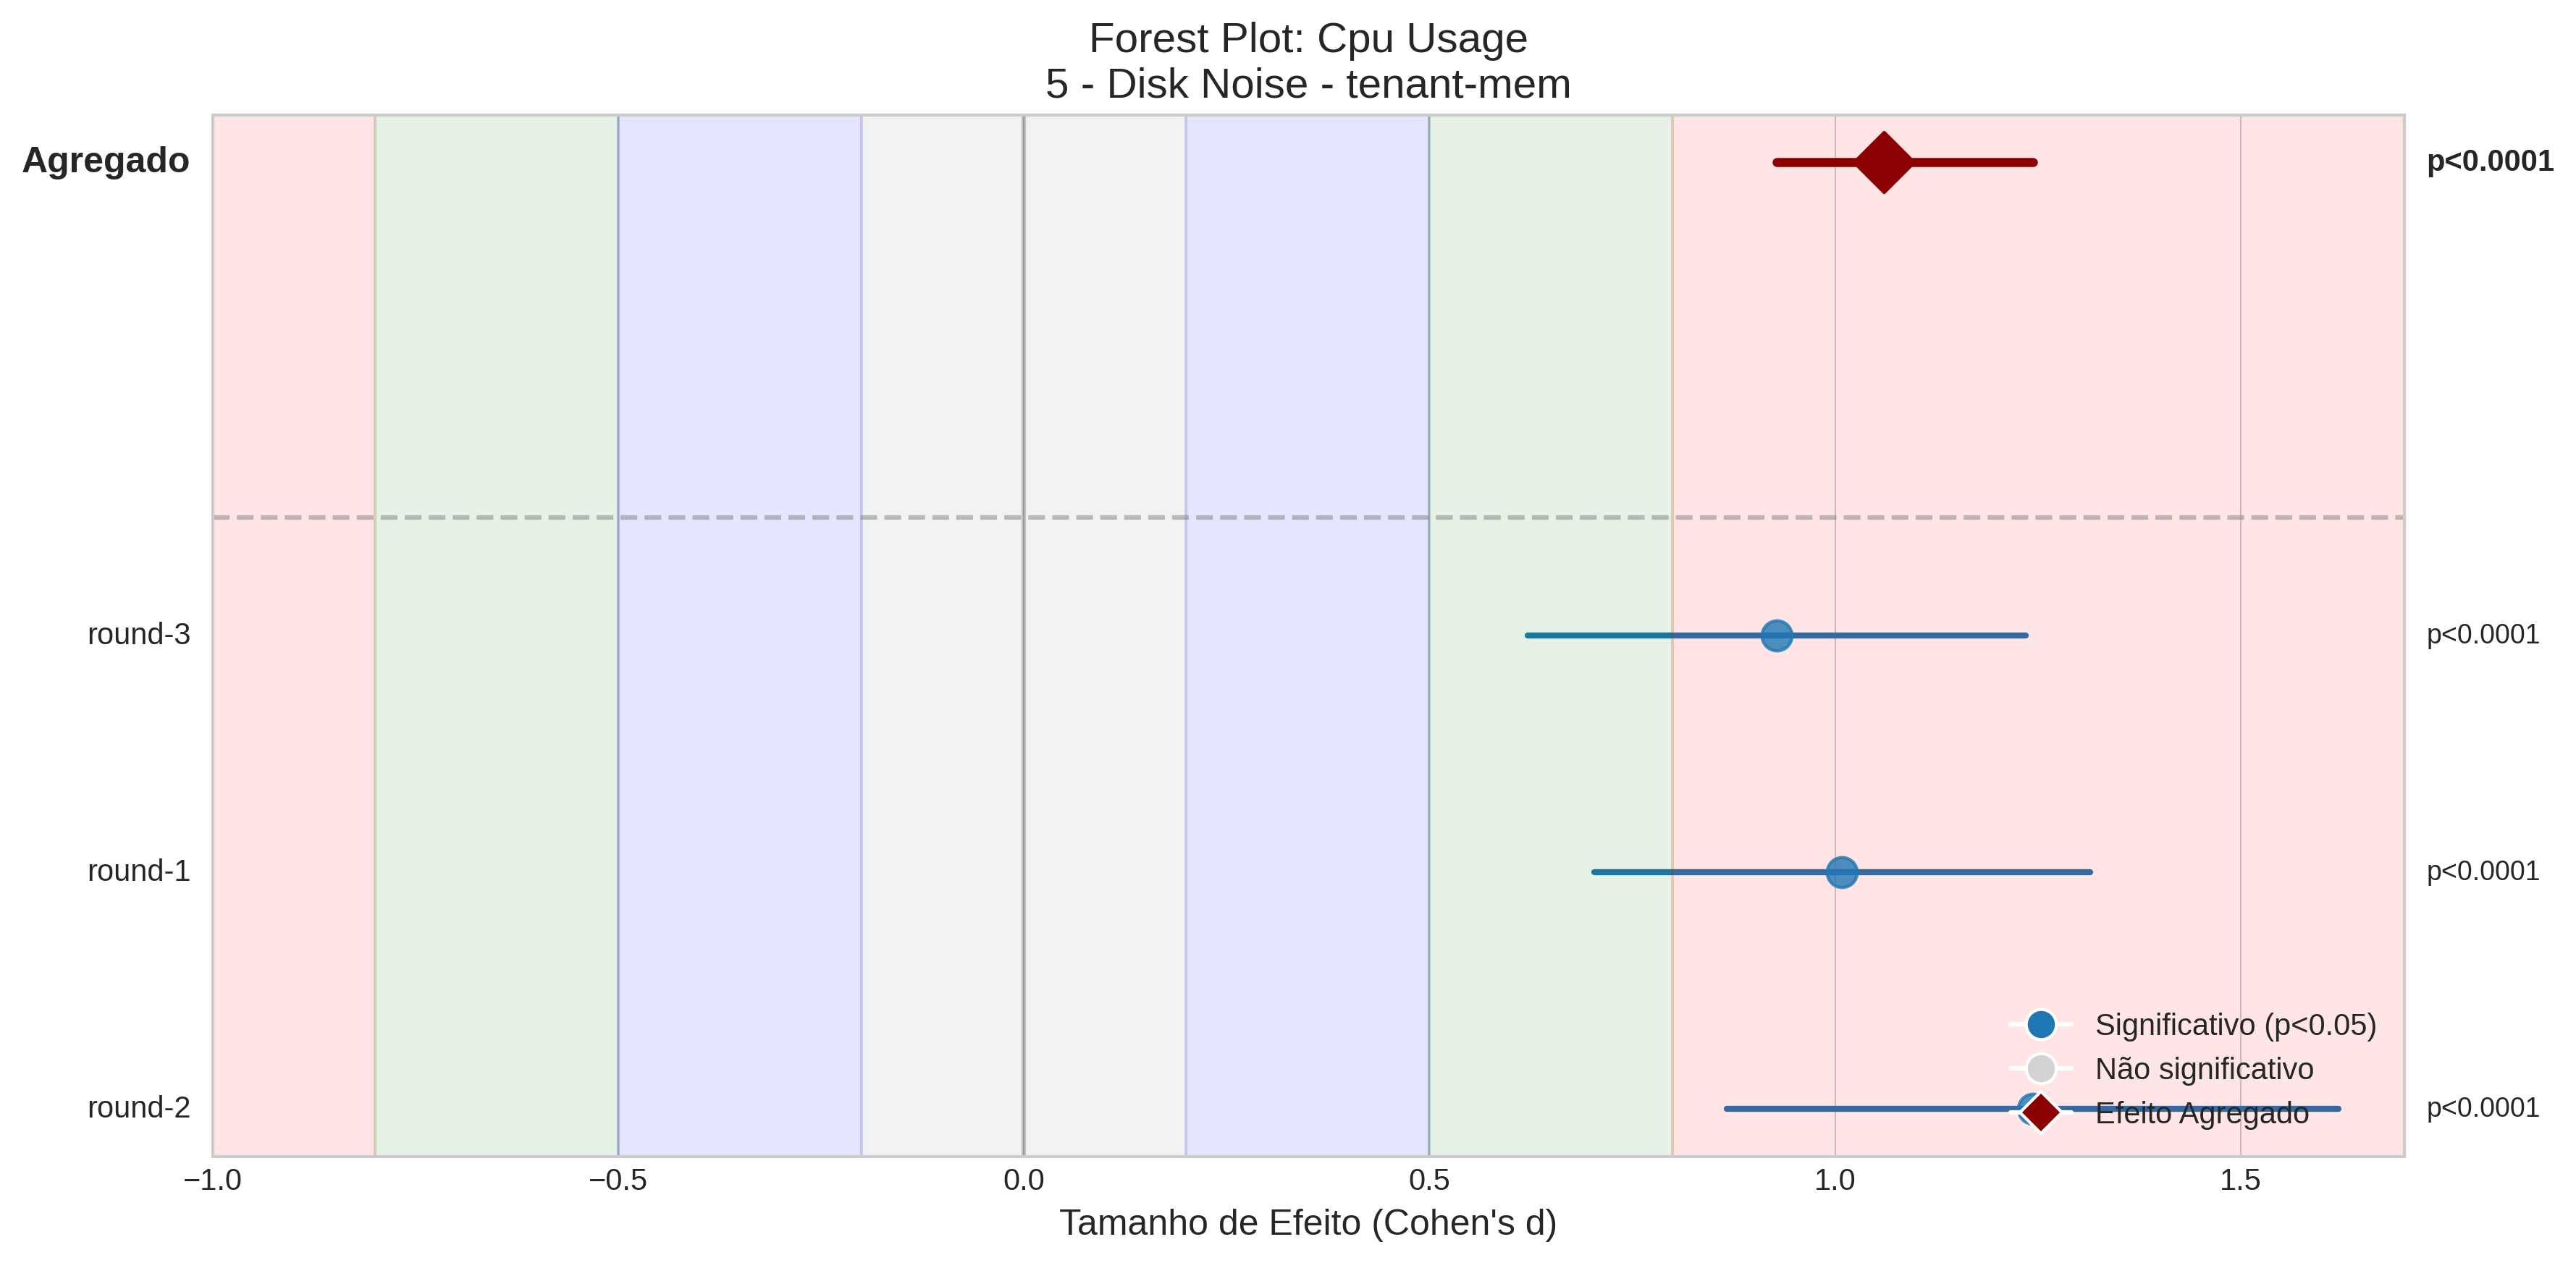 Forest Plot: Cpu Usage
5 - Disk Noise - tenant-mem
Agregado
p<0.0001
round-3
p<0.0001
round-1
p<0.0001
Significativo (p<0.05)
Não significativo
Efeito Agregado
round-2
p<0.0001
−1.0
−0.5
0.0
0.5
1.0
1.5
Tamanho de Efeito (Cohen's d)